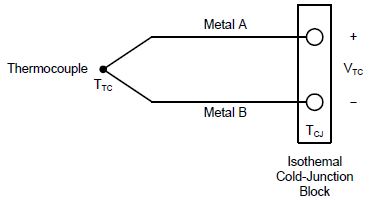 Metal A
+
Thermocouple
TTC
VTC
Metal B
−
TCJ
Isothemal
Cold-Junction
Block